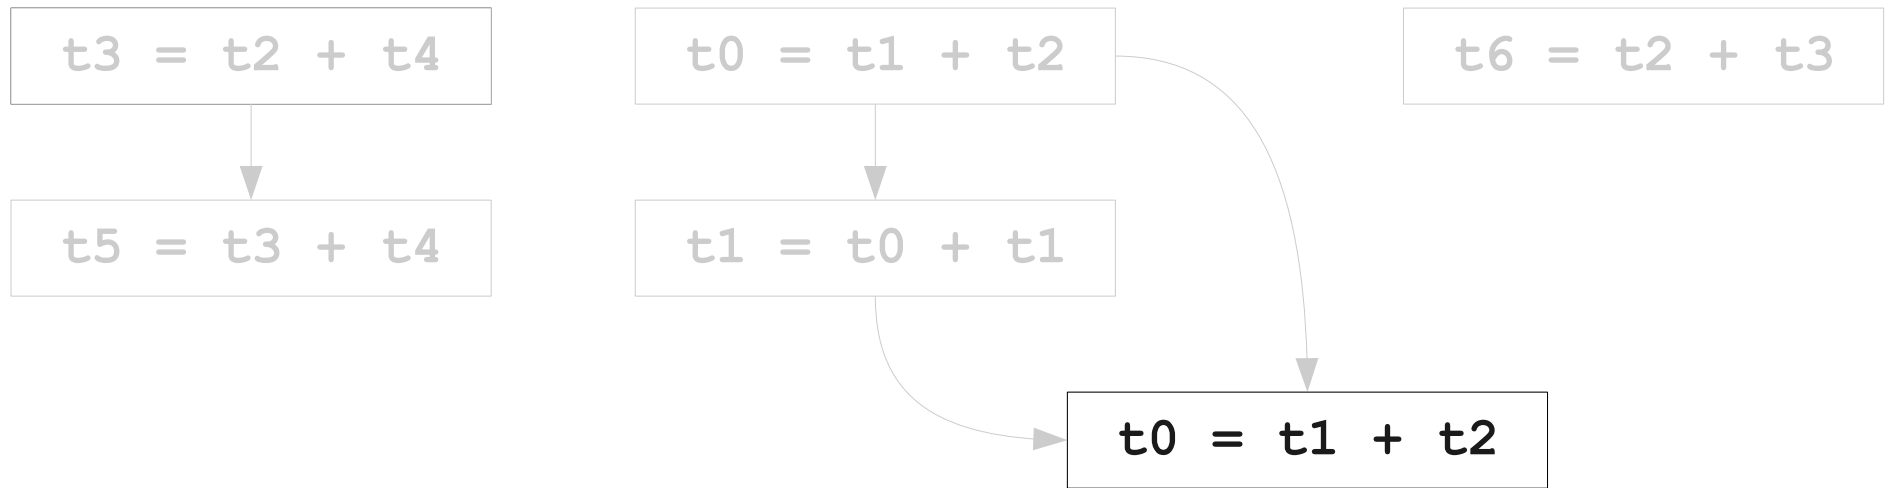 t3 = t2 + t4
t0 = t1 + t2
t6 = t2 + t3
t5 = t3 + t4
t1 = t0 + t1
t0 = t1 + t2